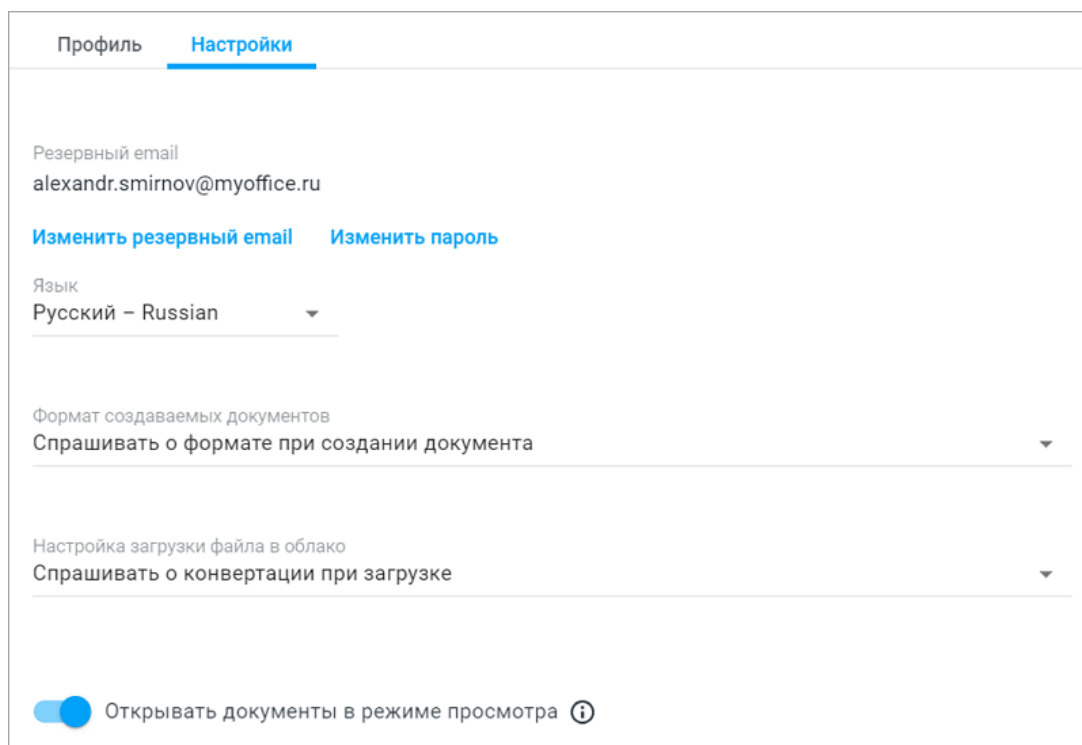 Профиль Настройки
Резервный email
alexandr.smirnov@myoffice.ru
Изменить резервный email Изменить пароль
Язык
Русский – Russian
Формат создаваемых документов
Спрашивать о формате при создании документа
Настройка загрузки файла в облако
Спрашивать о конвертации при загрузке
Открывать документы в режиме просмотра